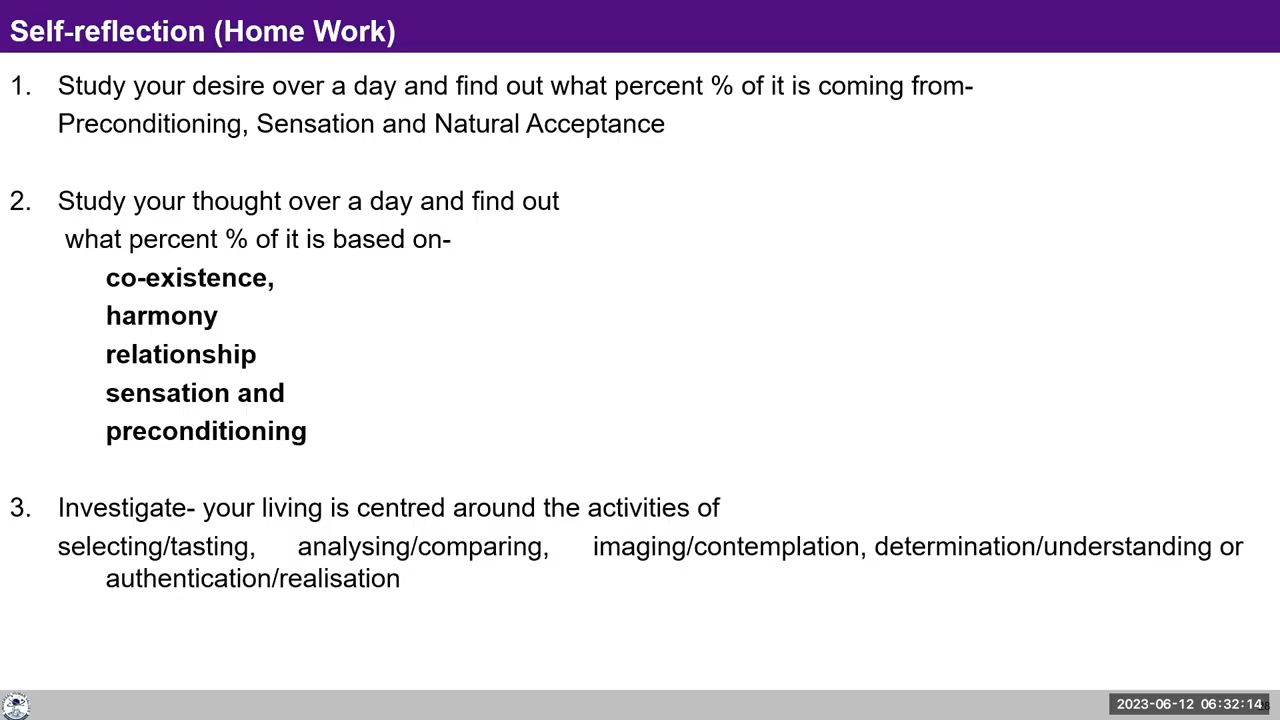 Self-reflection (Home Work)
1. Study your desire over a day and find out what percent % of it is coming from-
Preconditioning, Sensation and Natural Acceptance
2. Study your thought over a day and find out
what percent % of it is based on-
co-existence,
harmony
relationship
sensation and
preconditioning
3. Investigate- your living is centred around the activities of
selecting/tasting, analysing/comparing, imaging/contemplation, determination/understanding or
authentication/realisation
2023-06-12 06:32:14